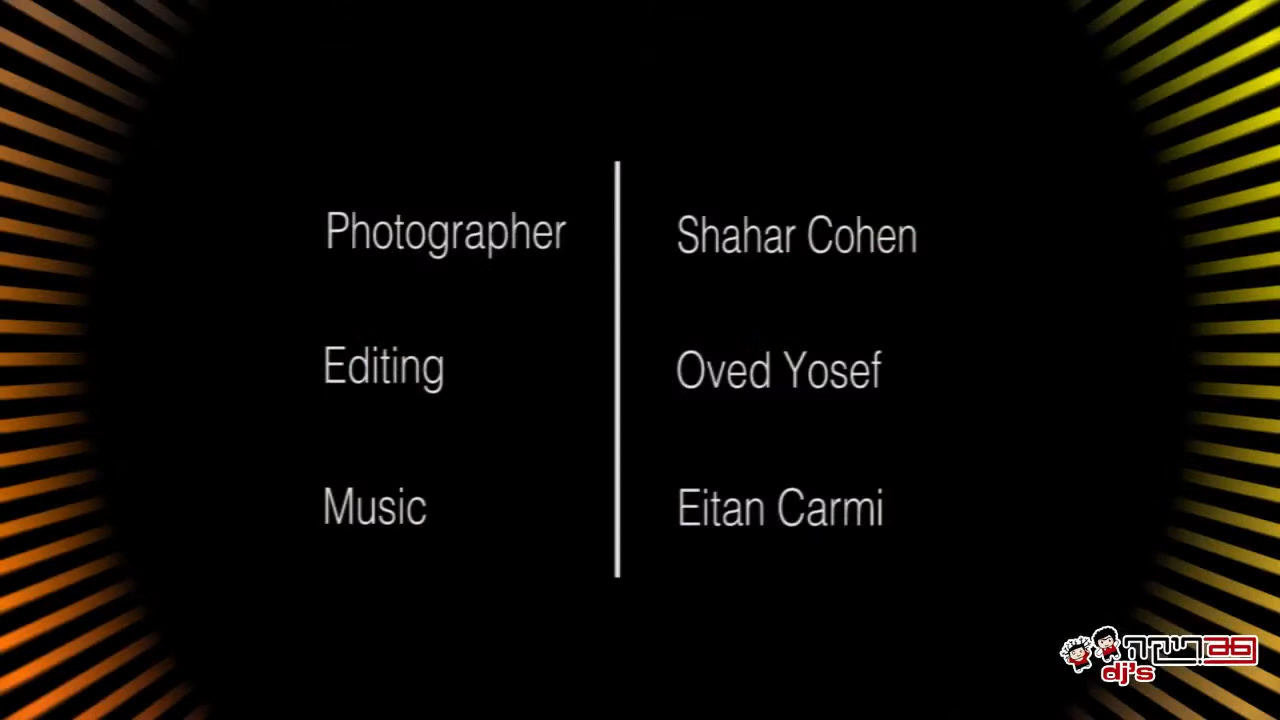 Photographer Shahar Cohen
Editing Oved Yosef
Music Eitan Carmi
dj's